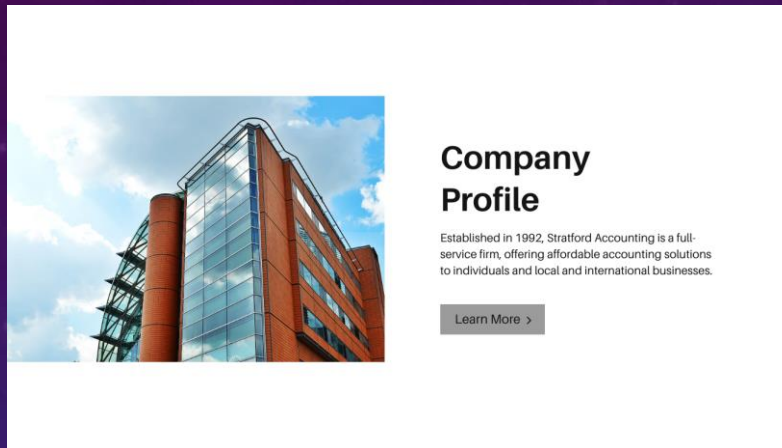 Company
Profile
Established in 1992, Stratford Accounting is a full-
service firm, offering affordable accounting solutions
to individuals and local and international businesses.
Learn More >